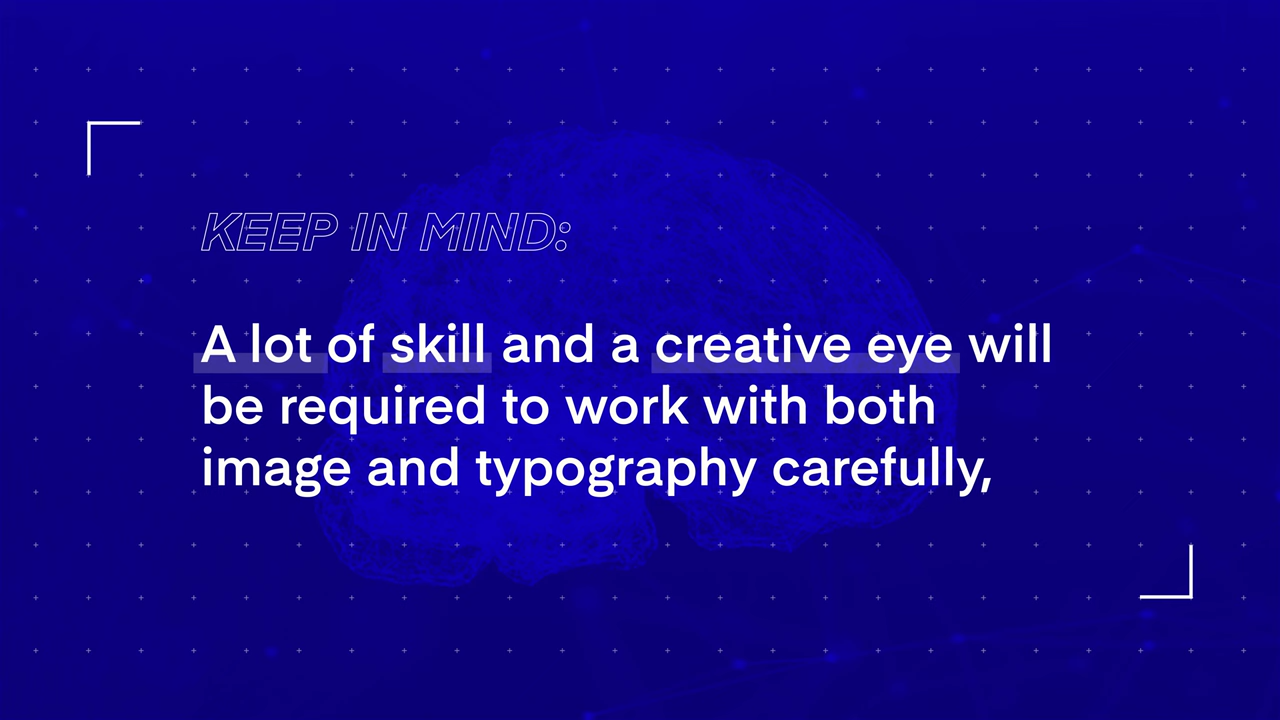 KEEP IN MIND:
A lot of skill and a creative eye will
be required to work with both
image and typography carefully,